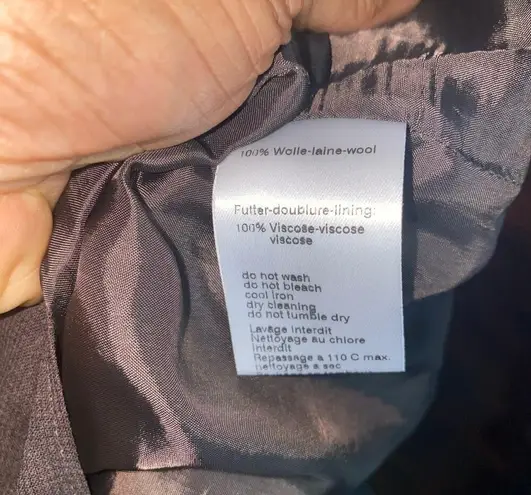 100% Wolle-laine-wool
Futter-doublure-lining:
100% Viscose-viscose
viscose
do not wash
do not bleach
cool iron
dry cleaning
do not tumble dry
Lavage interdit
Nettoyage au chlore
interdit
Repassage a 110 C max.
nettoyage a sec